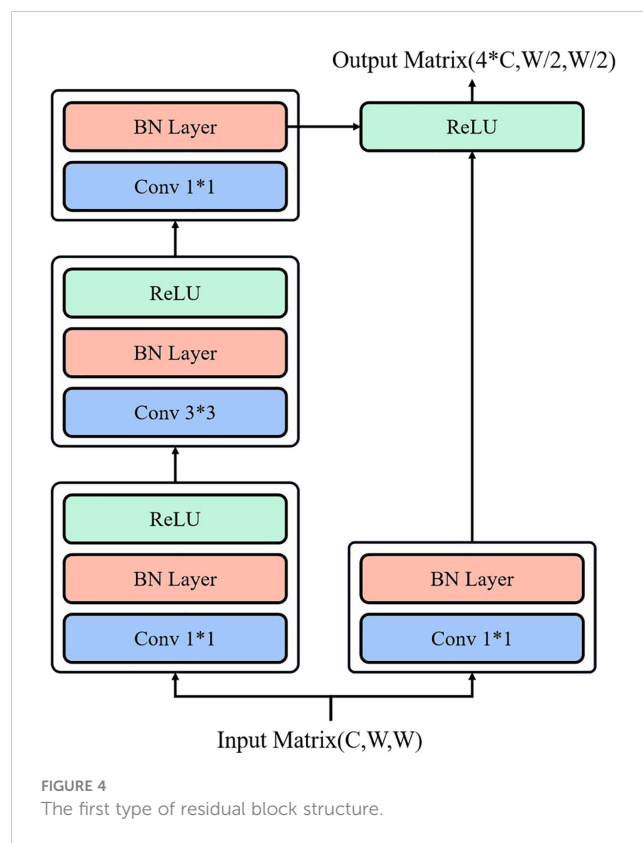 Output Matrix(4*C,W/2,W/2)
BN Layer
ReLU
Conv 1*1
ReLU
BN Layer
Conv 3*3
ReLU
BN Layer
Conv 1*1
BN Layer
Conv 1*1
Input Matrix(C,W,W)
FIGURE 4
The first type of residual block structure.